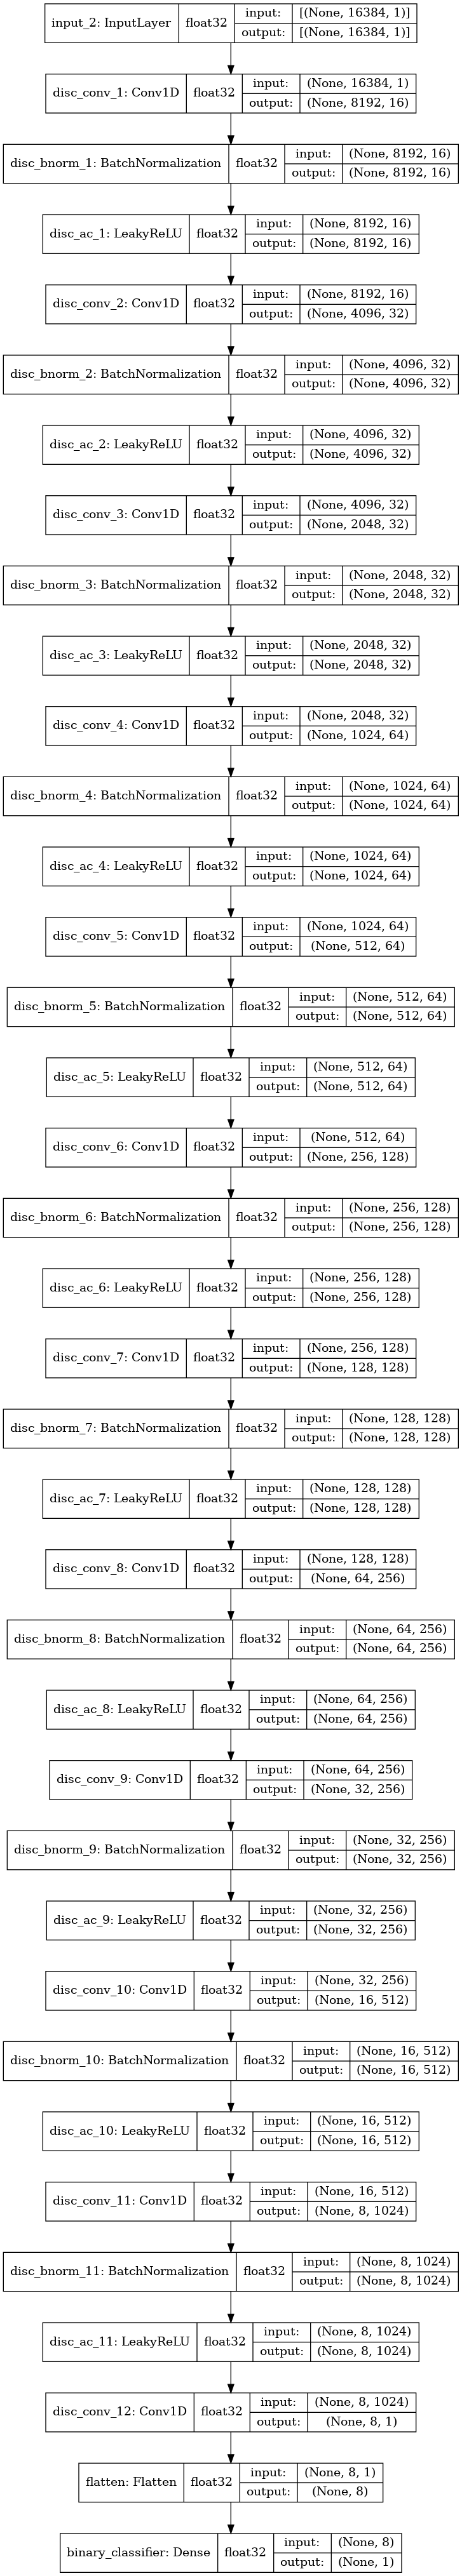 input_2: InputLayer float32 input: [(None, 16384, 1)]
output: [(None, 16384, 1)]
disc_conv_1: Conv1D float32 input: (None, 16384, 1)
output: (None, 8192, 16)
disc_bnorm_1: BatchNormalization float32 input: (None, 8192, 16)
output: (None, 8192, 16)
disc_ac_1: LeakyReLU float32 input: (None, 8192, 16)
output: (None, 8192, 16)
disc_conv_2: Conv1D float32 input: (None, 8192, 16)
output: (None, 4096, 32)
disc_bnorm_2: BatchNormalization float32 input: (None, 4096, 32)
output: (None, 4096, 32)
disc_ac_2: LeakyReLU float32 input: (None, 4096, 32)
output: (None, 4096, 32)
disc_conv_3: Conv1D float32 input: (None, 4096, 32)
output: (None, 2048, 32)
disc_bnorm_3: BatchNormalization float32 input: (None, 2048, 32)
output: (None, 2048, 32)
disc_ac_3: LeakyReLU float32 input: (None, 2048, 32)
output: (None, 2048, 32)
disc_conv_4: Conv1D float32 input: (None, 2048, 32)
output: (None, 1024, 64)
disc_bnorm_4: BatchNormalization float32 input: (None, 1024, 64)
output: (None, 1024, 64)
disc_ac_4: LeakyReLU float32 input: (None, 1024, 64)
output: (None, 1024, 64)
disc_conv_5: Conv1D float32 input: (None, 1024, 64)
output: (None, 512, 64)
disc_bnorm_5: BatchNormalization float32 input: (None, 512, 64)
output: (None, 512, 64)
disc_ac_5: LeakyReLU float32 input: (None, 512, 64)
output: (None, 512, 64)
disc_conv_6: Conv1D float32 input: (None, 512, 64)
output: (None, 256, 128)
disc_bnorm_6: BatchNormalization float32 input: (None, 256, 128)
output: (None, 256, 128)
disc_ac_6: LeakyReLU float32 input: (None, 256, 128)
output: (None, 256, 128)
disc_conv_7: Conv1D float32 input: (None, 256, 128)
output: (None, 128, 128)
disc_bnorm_7: BatchNormalization float32 input: (None, 128, 128)
output: (None, 128, 128)
disc_ac_7: LeakyReLU float32 input: (None, 128, 128)
output: (None, 128, 128)
disc_conv_8: Conv1D float32 input: (None, 128, 128)
output: (None, 64, 256)
disc_bnorm_8: BatchNormalization float32 input: (None, 64, 256)
output: (None, 64, 256)
disc_ac_8: LeakyReLU float32 input: (None, 64, 256)
output: (None, 64, 256)
disc_conv_9: Conv1D float32 input: (None, 64, 256)
output: (None, 32, 256)
disc_bnorm_9: BatchNormalization float32 input: (None, 32, 256)
output: (None, 32, 256)
disc_ac_9: LeakyReLU float32 input: (None, 32, 256)
output: (None, 32, 256)
disc_conv_10: Conv1D float32 input: (None, 32, 256)
output: (None, 16, 512)
disc_bnorm_10: BatchNormalization float32 input: (None, 16, 512)
output: (None, 16, 512)
disc_ac_10: LeakyReLU float32 input: (None, 16, 512)
output: (None, 16, 512)
disc_conv_11: Conv1D float32 input: (None, 16, 512)
output: (None, 8, 1024)
disc_bnorm_11: BatchNormalization float32 input: (None, 8, 1024)
output: (None, 8, 1024)
disc_ac_11: LeakyReLU float32 input: (None, 8, 1024)
output: (None, 8, 1024)
disc_conv_12: Conv1D float32 input: (None, 8, 1024)
output: (None, 8, 1)
flatten: Flatten float32 input: (None, 8, 1)
output: (None, 8)
binary_classifier: Dense float32 input: (None, 8)
output: (None, 1)